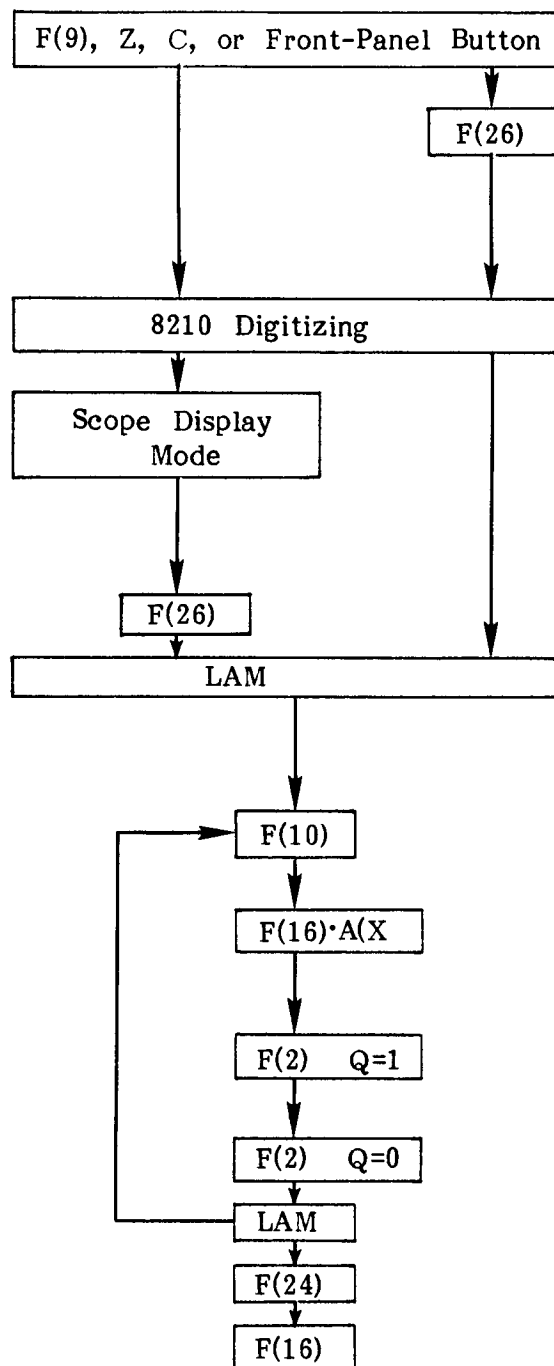 F(9), Z, C, or Front-Panel Button
F(26)
8210 Digitizing
Scope Display
Mode
F(26)
LAM
F(10)
F(16)·A(X
F(2) Q=1
F(2) Q=0
LAM
F(24)
F(16)